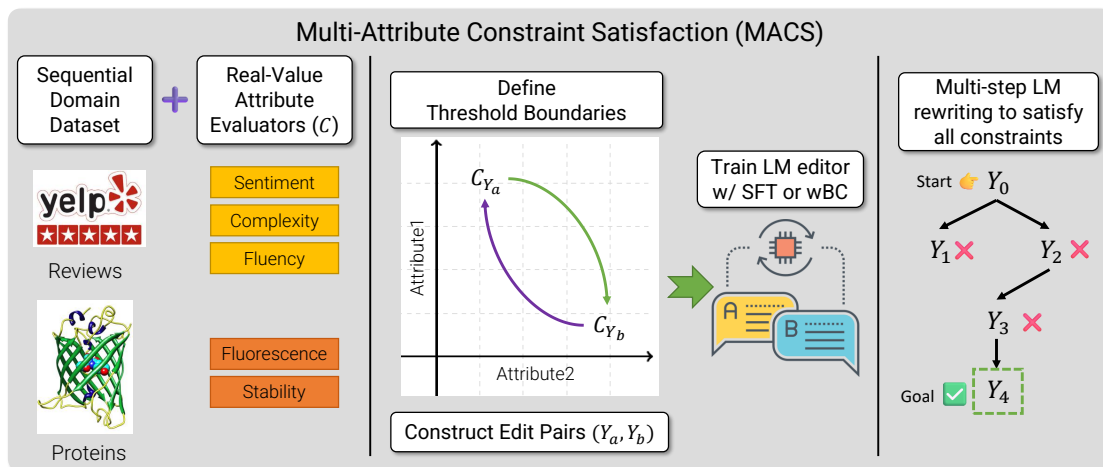 Multi-Attribute Constraint Satisfaction (MACS)
Sequential
Domain
Dataset
Real-Value
Attribute
Evaluators (C)
yelp
Reviews
Sentiment
Complexity
Fluency
Proteins
Fluorescence
Stability
Define
Threshold Boundaries
Attribute1
C_{Y_a}
C_{Y_b}
Attribute2
Construct Edit Pairs (Y_a, Y_b)
Train LM editor
w/ SFT or wBC
A
B
Multi-step LM
rewriting to satisfy
all constraints
Start Y_0
Y_1 Y_2
Y_3
Goal Y_4